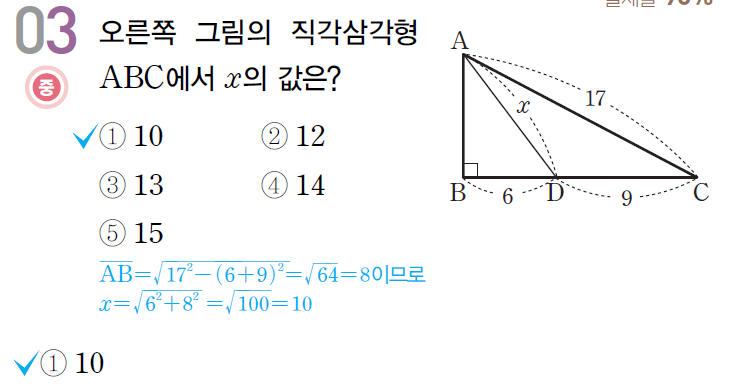 03 오른쪽 그림의 직각삼각형
중 ABC에서 x의 값은?
① 10 ② 12
③ 13 ④ 14
⑤ 15
A
x
17
B 6 D 9 C
AB=√17²-(6+9)²=√64=8이므로
x=√6²+8²=√100=10
① 10